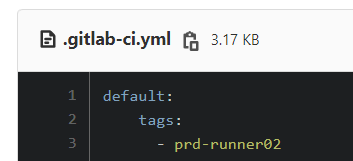 .gitlab-ci.yml 3.17 KB
1 default:
2     tags:
3       - prd-runner02